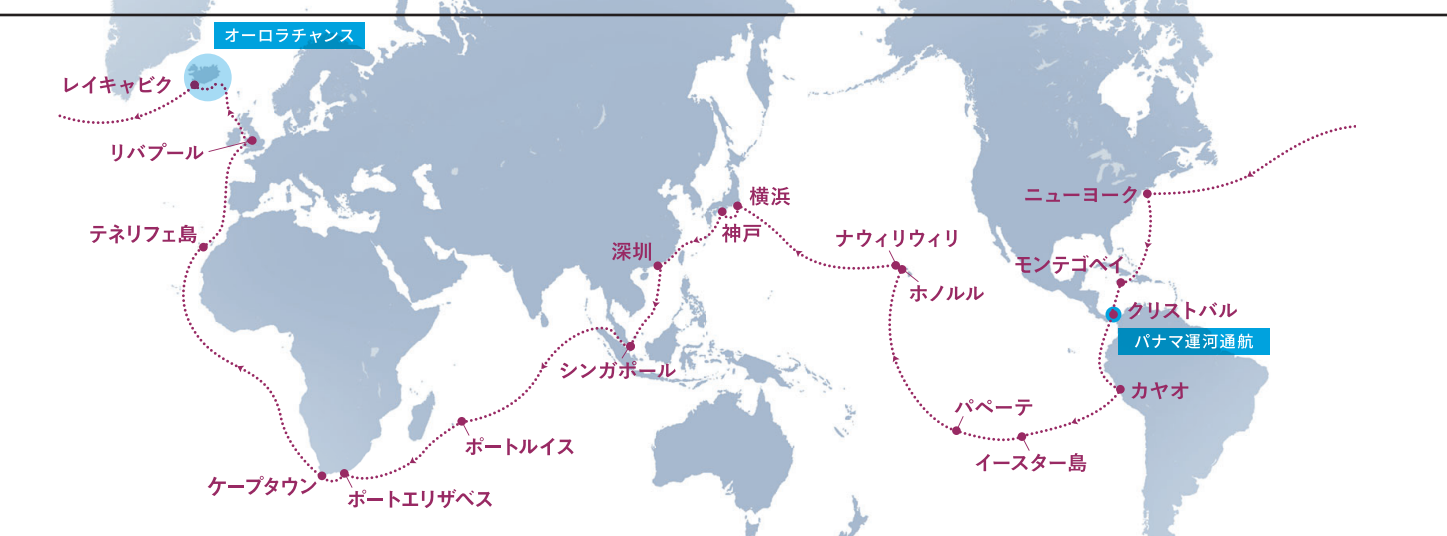 オーロラチャンス
レイキャビク
リバプール
ニューヨーク
横浜
神戸
テネリフェ島
深圳
ナウィリウィリ
モンテゴベイ
ホノルル
クリストバル
パナマ運河通航
シンガポール
カヤオ
パペーテ
ポートルイス
イースター島
ケープタウン
ポートエリザベス